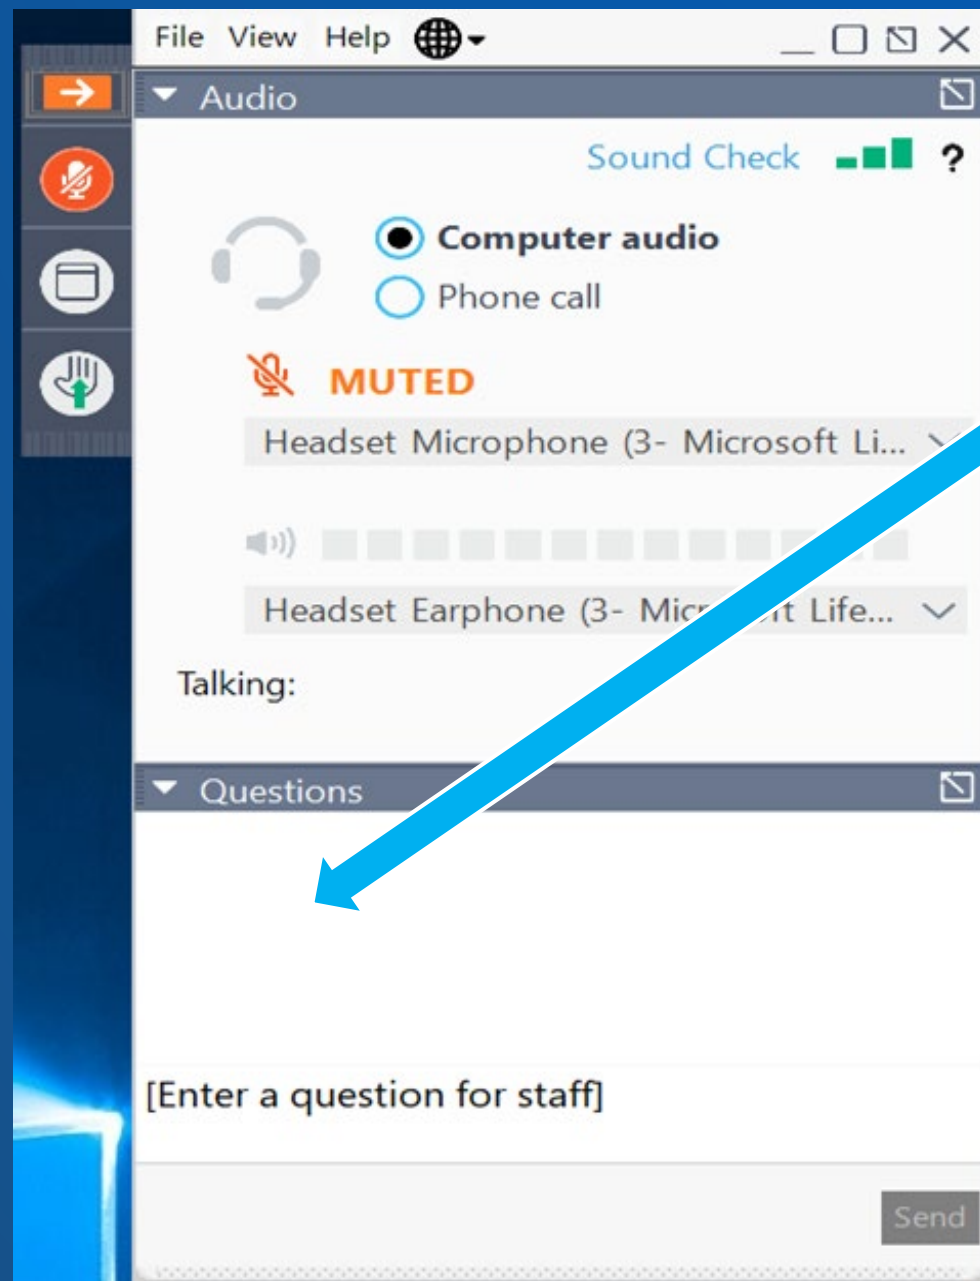 File View Help
Audio
Sound Check ?
Computer audio
Phone call
MUTED
Headset Microphone (3- Microsoft Li...
Headset Earphone (3- Life...
Talking:
Questions
[Enter a question for staff]
Send